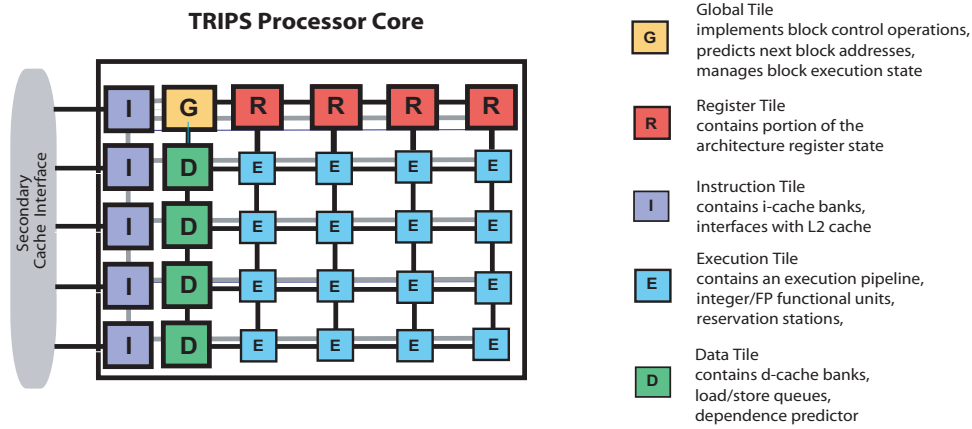 TRIPS Processor Core
Secondary
Cache Interface
I G R R R R
I D E E E E
I D E E E E
I D E E E E
I D E E E E
G
Global Tile
implements block control operations,
predicts next block addresses,
manages block execution state
R
Register Tile
contains portion of the
architecture register state
I
Instruction Tile
contains i-cache banks,
interfaces with L2 cache
E
Execution Tile
contains an execution pipeline,
integer/FP functional units,
reservation stations,
D
Data Tile
contains d-cache banks,
load/store queues,
dependence predictor